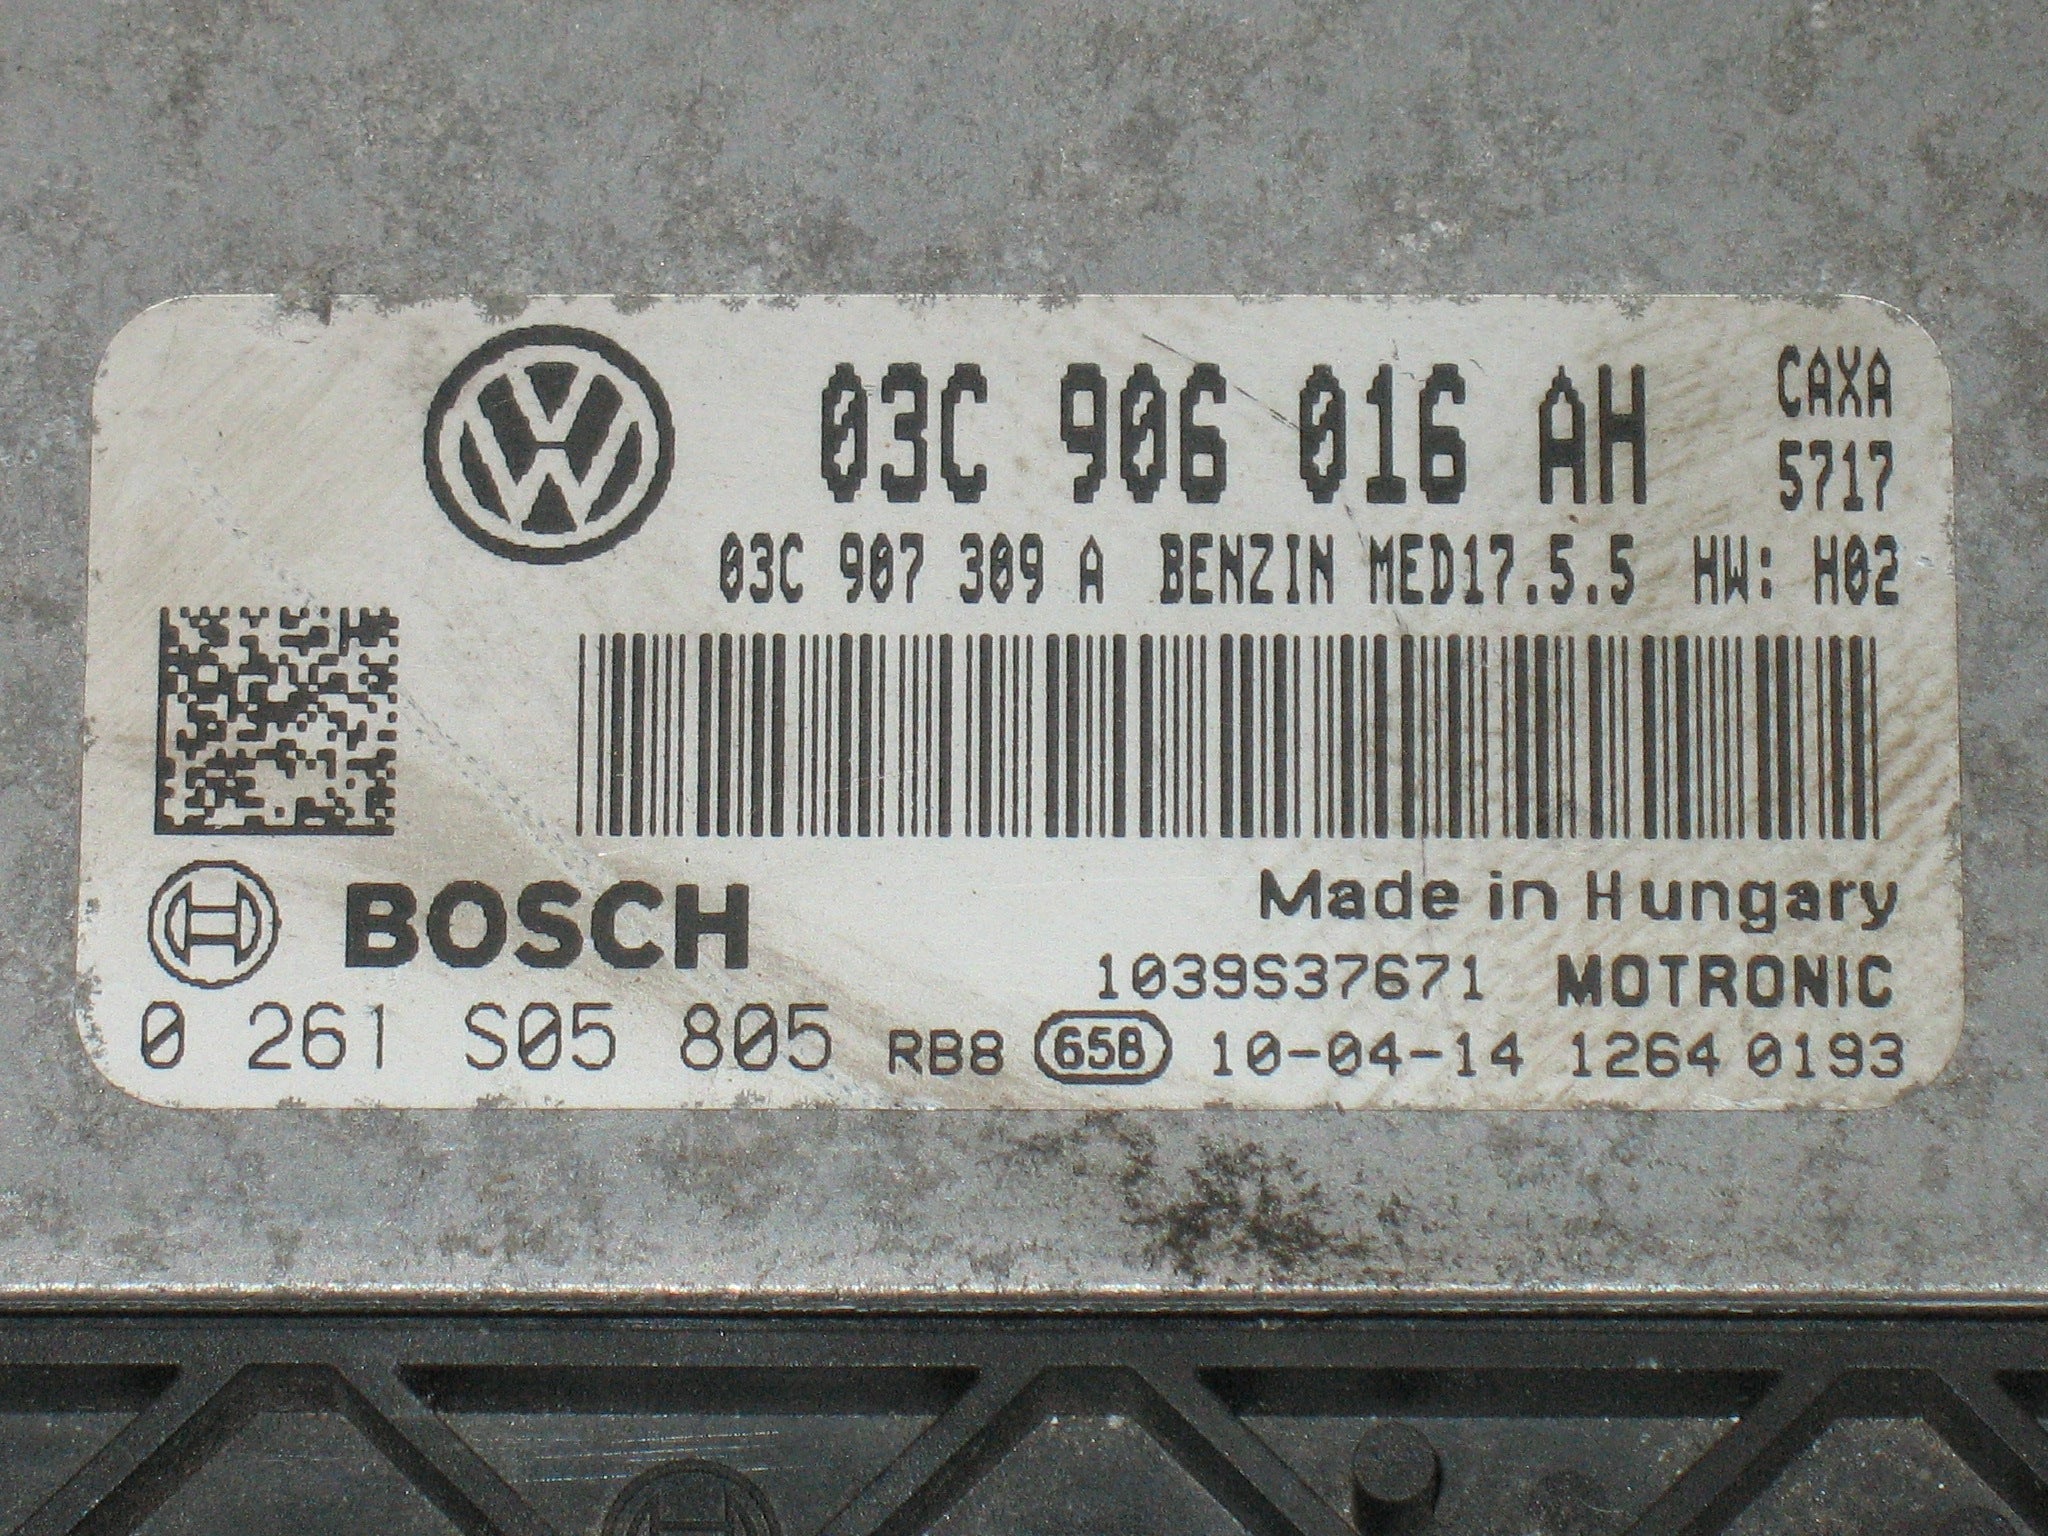 03C 906 016 AH CAXA
5717
03C 907 309 A BENZIN MED17.5.5 HW: H02
BOSCH
Made in Hungary
1039S37671 MOTRONIC
0 261 S05 805 RB8 65B 10-04-14 1264 0193